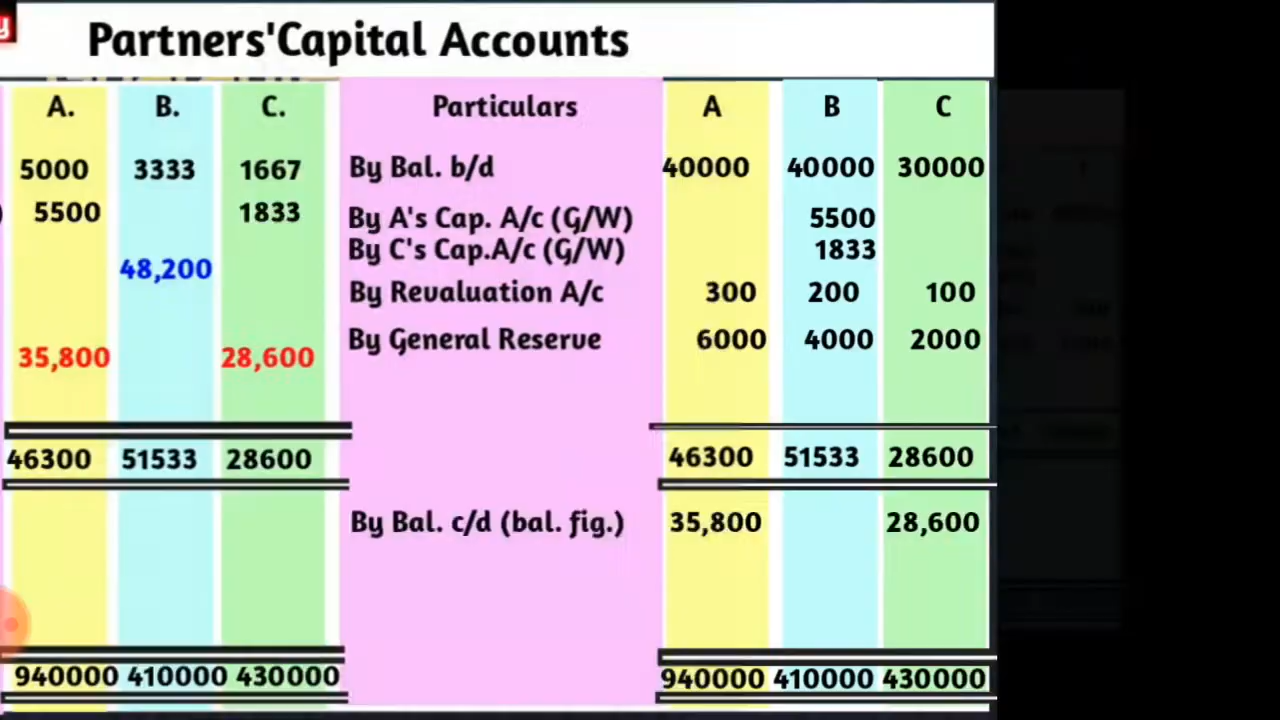 y
Partners'Capital Accounts
A. B. C. Particulars A B C
5000 3333 1667 By Bal. b/d 40000 40000 30000
) 5500 1833 By A's Cap. A/c (G/W) 5500
By C's Cap.A/c (G/W) 1833
48,200
By Revaluation A/c 300 200 100
By General Reserve 6000 4000 2000
35,800 28,600
46300 51533 28600 46300 51533 28600
By Bal. c/d (bal. fig.) 35,800 28,600
940000 410000 430000 940000 410000 430000